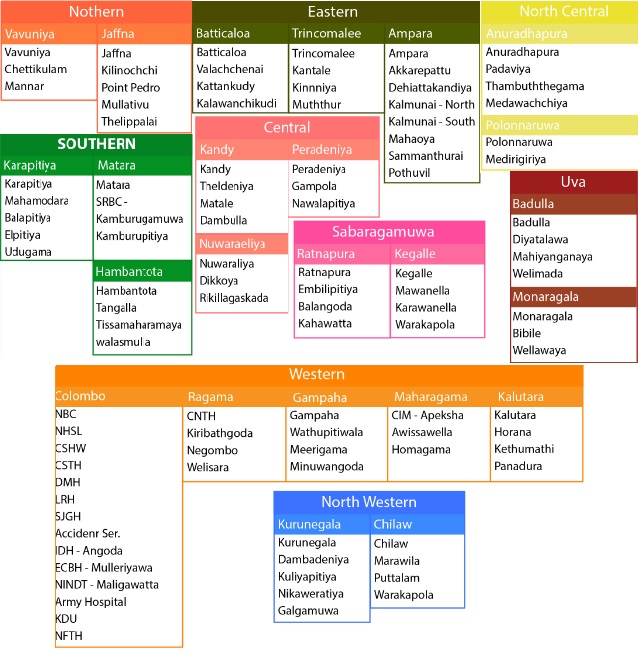 Nothern
Vavuniya
Vavuniya
Chettikulam
Mannar
Jaffna
Jaffna
Kilinochchi
Point Pedro
Mullativu
Thelippalai
Eastern
Batticaloa
Batticaloa
Valachchenai
Kattankudy
Kalawanchikudi
Trincomalee
Trincomalee
Kantale
Kinnniya
Muththur
Ampara
Ampara
Akkarepattu
Dehiattakandiya
Kalmunai - North
Kalmunai - South
Mahaoya
Sammanthurai
Pothuvil
North Central
Anuradhapura
Anuradhapura
Padaviya
Thambuththegama
Medawachchiya
Polonnaruwa
Polonnaruwa
Medirigiriya
SOUTHERN
Karapitiya
Karapitiya
Mahamodara
Balapitiya
Elpitiya
Udugama
Matara
Matara
SRBC -
Kamburugamuwa
Kamburupitiya
Hambantota
Hambantota
Tangalla
Tissamaharamaya
walasmulla
Central
Kandy
Kandy
Theldeniya
Matale
Dambulla
Peradeniya
Peradeniya
Gampola
Nawalapitiya
Nuwaraeliya
Nuwaraliya
Dikkoya
Rikillagaskada
Sabaragamuwa
Ratnapura
Ratnapura
Embilipitiya
Balangoda
Kahawatta
Kegalle
Kegalle
Mawanella
Karawanella
Warakapola
Uva
Badulla
Badulla
Diyatalawa
Mahiyanganaya
Welimada
Monaragala
Monaragala
Bibile
Wellawaya
Western
Colombo
NBC
NHSL
CSHW
CSTH
DMH
LRH
SJGH
Accidenr Ser.
IDH - Angoda
ECBH - Mulleriyawa
NINDT - Maligawatta
Army Hospital
KDU
NFTH
Ragama
CNTH
Kiribathgoda
Negombo
Welisara
Gampaha
Gampaha
Wathupitiwala
Meerigama
Minuwangoda
Maharagama
CIM - Apeksha
Awissawella
Homagama
Kalutara
Kalutara
Horana
Kethumathi
Panadura
North Western
Kurunegala
Kurunegala
Dambadeniya
Kuliyapitiya
Nikaweratiya
Galgamuwa
Chilaw
Chilaw
Marawila
Puttalam
Warakapola